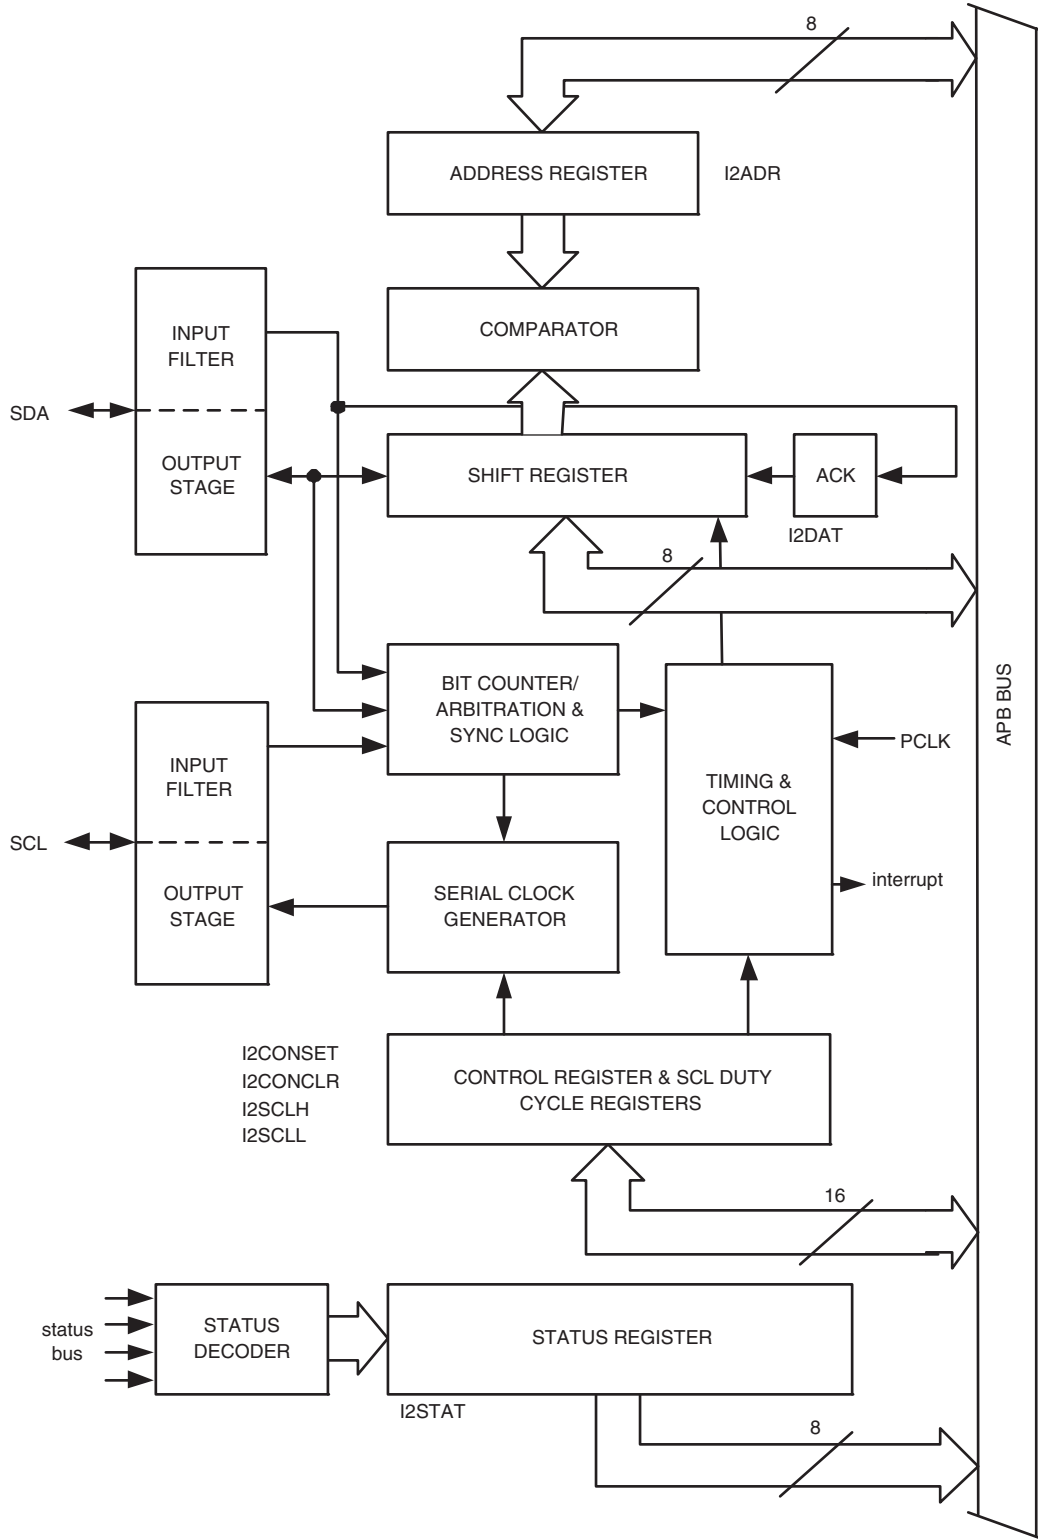 8
ADDRESS REGISTER
I2ADR
COMPARATOR
INPUT
FILTER
SDA
OUTPUT
STAGE
SHIFT REGISTER
ACK
I2DAT
8
BIT COUNTER/
ARBITRATION &
SYNC LOGIC
APB BUS
PCLK
INPUT
FILTER
TIMING &
CONTROL
LOGIC
SCL
OUTPUT
STAGE
SERIAL CLOCK
GENERATOR
interrupt
I2CONSET
I2CONCLR
I2SCLH
I2SCLL
CONTROL REGISTER & SCL DUTY
CYCLE REGISTERS
16
status
bus
STATUS
DECODER
STATUS REGISTER
I2STAT
8